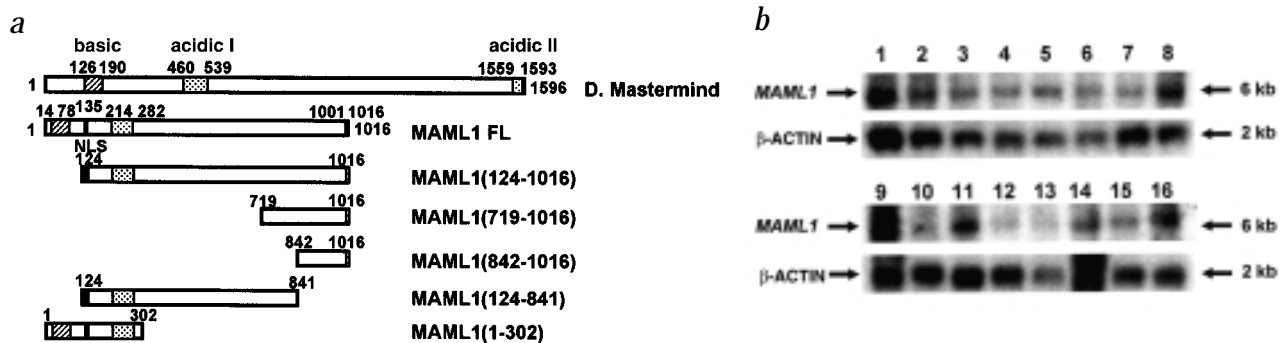 a
basic acidic I acidic II
126 190 460 539 1559 1593
1 1596 D. Mastermind
14 78 135 214 282 1001 1016
1 1016 MAML1 FL
NLS
124 1016
MAML1(124-1016)
719 1016
MAML1(719-1016)
842 1016
MAML1(842-1016)
124 841
MAML1(124-841)
1 302
MAML1(1-302)
b
1 2 3 4 5 6 7 8
MAML1 6 kb
β-ACTIN 2 kb
9 10 11 12 13 14 15 16
MAML1 6 kb
β-ACTIN 2 kb